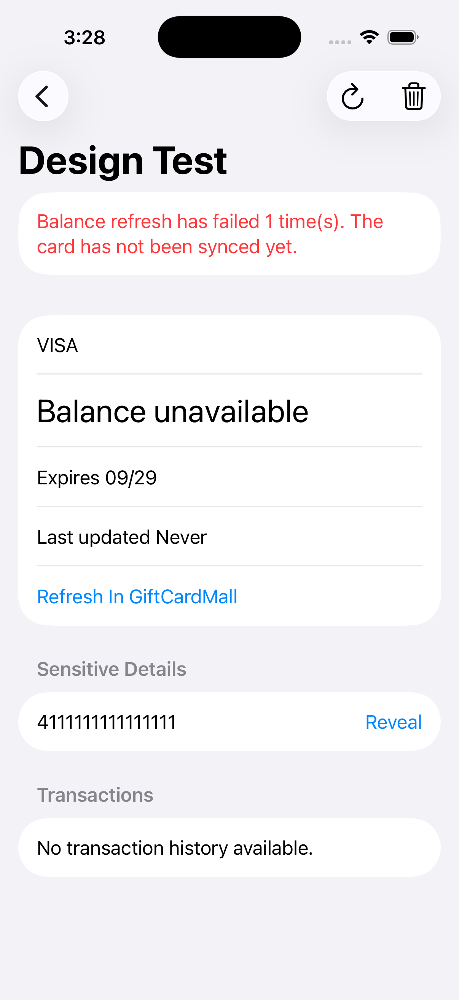 3:28
Design Test
Balance refresh has failed 1 time(s). The
card has not been synced yet.
VISA
Balance unavailable
Expires 09/29
Last updated Never
Refresh In GiftCardMall
Sensitive Details
4111111111111111 Reveal
Transactions
No transaction history available.